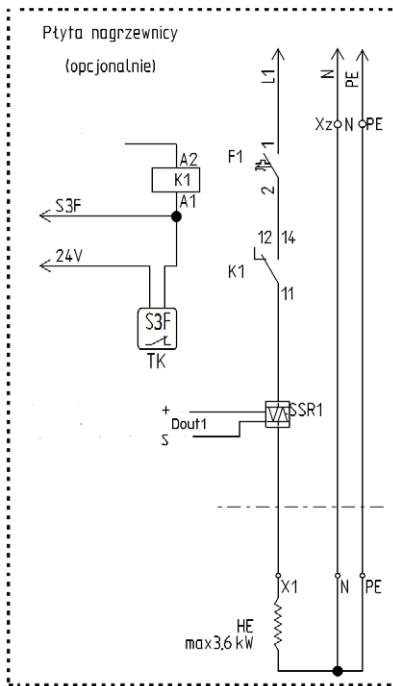 Płyta nagrzewnicy
(opcjonalnie)
L1
N
PE
Xz N PE
F1
1
2
A2
K1
A1
S3F
24V
12 14
K1
11
S3F
TK
+
Dout1
S
SSR1
X1 N PE
HE
max3,6 kW